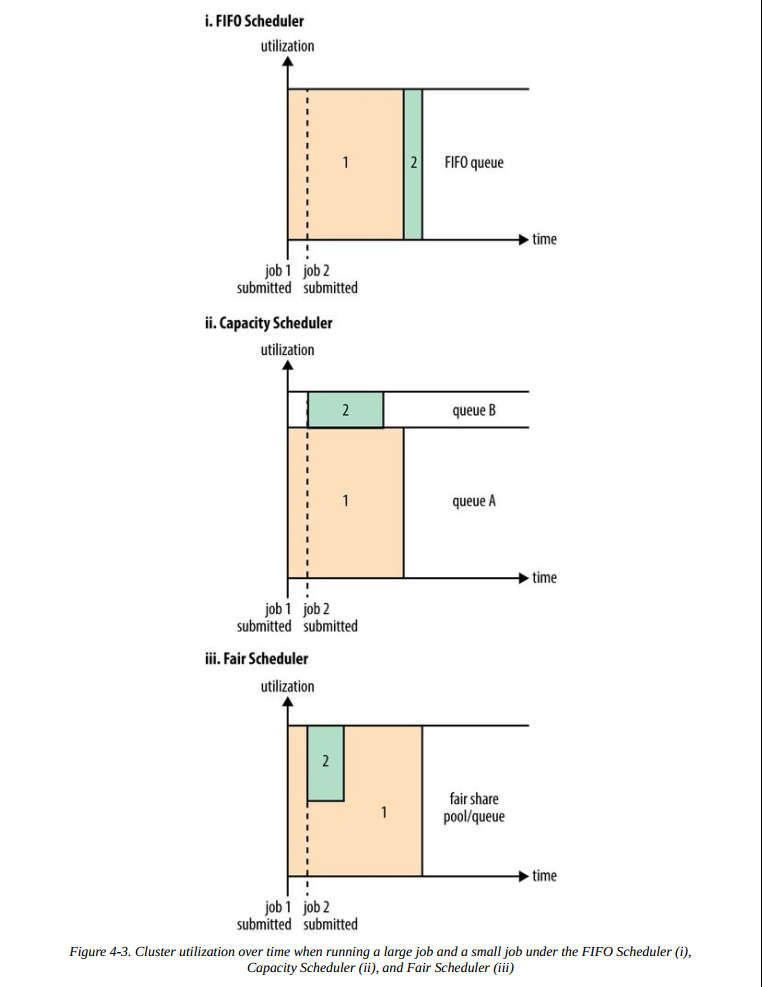 i. FIFO Scheduler
utilization
1
2
FIFO queue
time
job 1 job 2
submitted submitted
ii. Capacity Scheduler
utilization
2
queue B
1
queue A
time
job 1 job 2
submitted submitted
iii. Fair Scheduler
utilization
2
1
fair share
pool/queue
time
job 1 job 2
submitted submitted
Figure 4-3. Cluster utilization over time when running a large job and a small job under the FIFO Scheduler (i),
Capacity Scheduler (ii), and Fair Scheduler (iii)